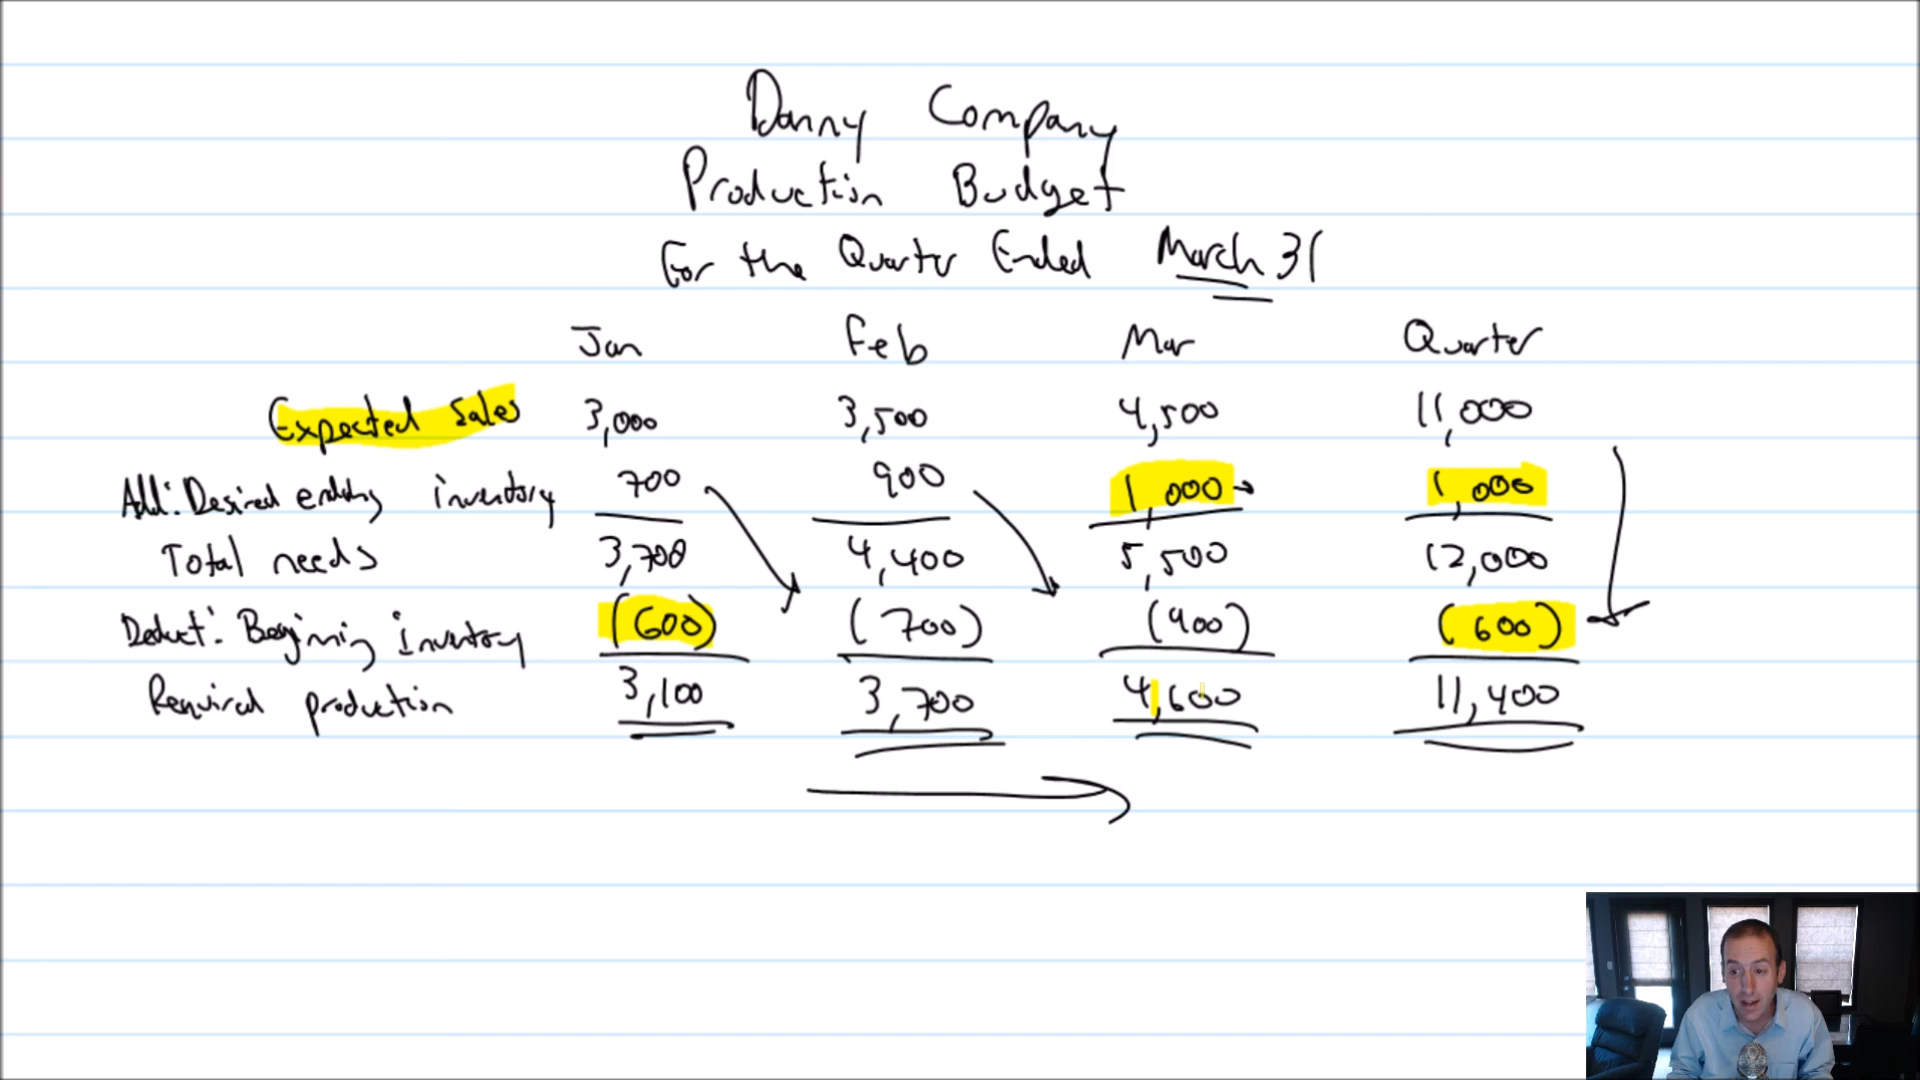 Danny Company
Production Budget
For the Quarter Ended March 31
Jan Feb Mar Quarter
Expected Sales 3,000 3,500 4,500 11,000
Add: Desired ending inventory 700 900 1,000 1,000
Total needs 3,700 4,400 5,500 12,000
Deduct: Beginning inventory (600) (700) (900) (600)
Required production 3,100 3,700 4,600 11,400